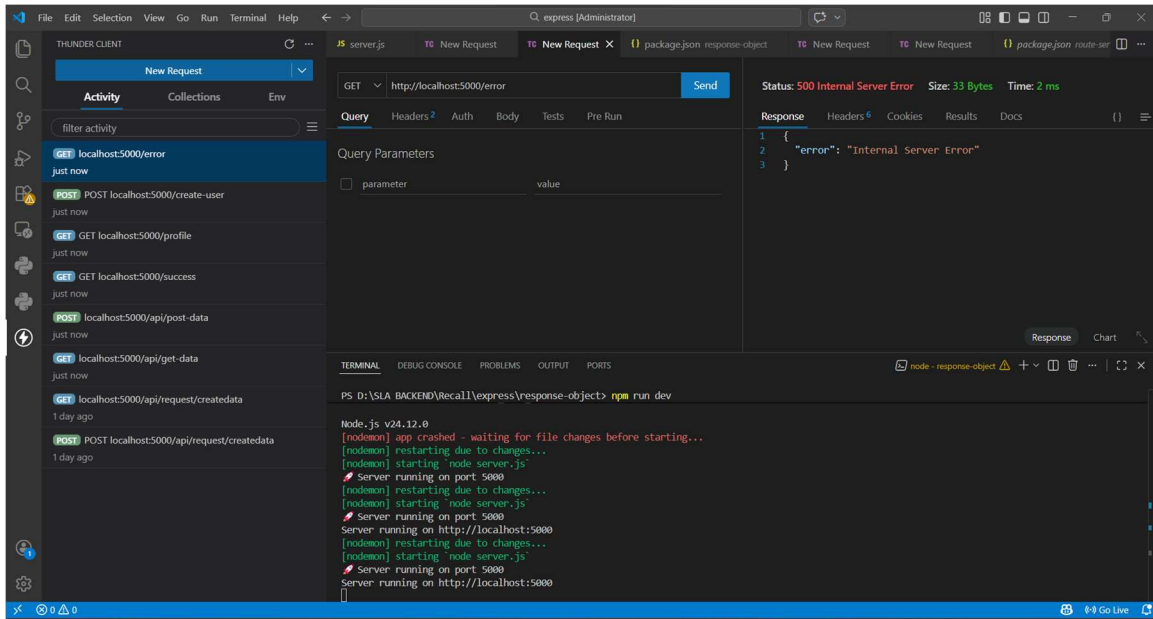 File Edit Selection View Go Run Terminal Help
express [Administrator]
THUNDER CLIENT
New Request
Activity Collections Env
filter activity
GET localhost:5000/error
just now
POST POST localhost:5000/create-user
just now
GET GET localhost:5000/profile
just now
GET GET localhost:5000/success
just now
POST localhost:5000/api/post-data
just now
GET localhost:5000/api/get-data
just now
GET localhost:5000/api/request/createdata
1 day ago
POST POST localhost:5000/api/request/createdata
1 day ago
JS server.js TC New Request TC New Request {} package.json response-object TC New Request TC New Request {} package.json route-ser
GET http://localhost:5000/error Send
Query Headers 2 Auth Body Tests Pre Run
Query Parameters
parameter value
Status: 500 Internal Server Error Size: 33 Bytes Time: 2 ms
Response Headers 6 Cookies Results Docs {}
1 {
2 "error": "Internal Server Error"
3 }
Response Chart
TERMINAL DEBUG CONSOLE PROBLEMS OUTPUT PORTS
node - response-object
PS D:\SLA BACKEND\Recall\express\response-object> npm run dev
Node.js v24.12.0
[nodemon] app crashed - waiting for file changes before starting...
[nodemon] restarting due to changes...
[nodemon] starting `node server.js`
🚀 Server running on port 5000
[nodemon] restarting due to changes...
[nodemon] starting `node server.js`
🚀 Server running on port 5000
Server running on http://localhost:5000
[nodemon] restarting due to changes...
[nodemon] starting `node server.js`
🚀 Server running on port 5000
Server running on http://localhost:5000
1
0 0
Go Live